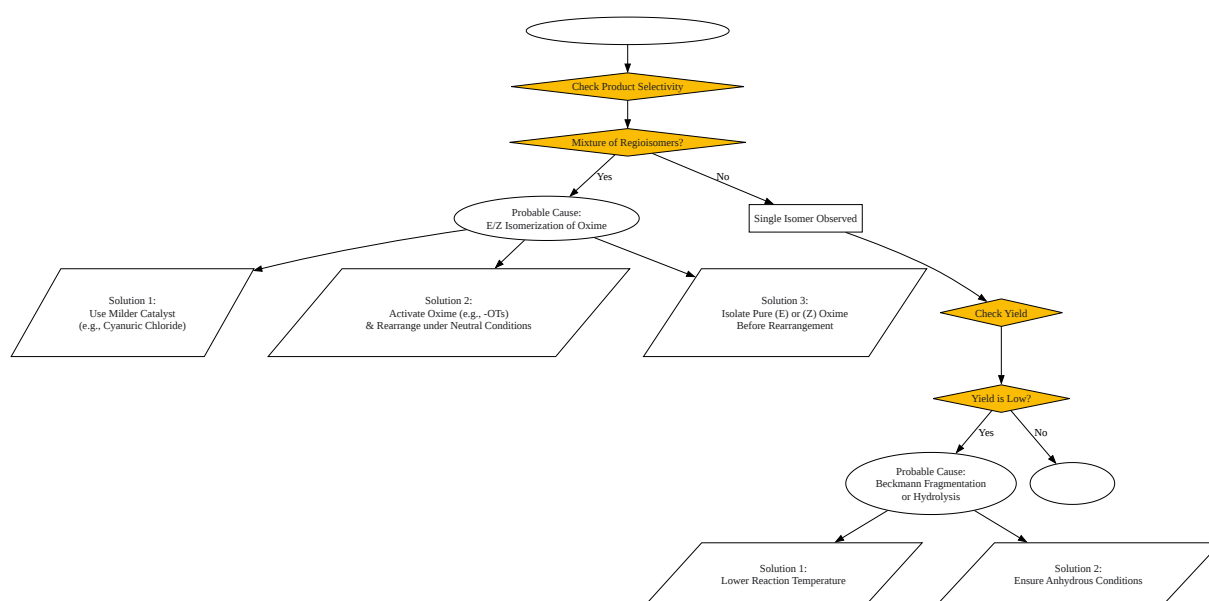 Check Product Selectivity
Mixture of Regioisomers?
Yes
No
Probable Cause:
E/Z Isomerization of Oxime
Single Isomer Observed
Solution 1:
Use Milder Catalyst
(e.g., Cyanuric Chloride)
Solution 2:
Activate Oxime (e.g., -OTs)
& Rearrange under Neutral Conditions
Solution 3:
Isolate Pure (E) or (Z) Oxime
Before Rearrangement
Check Yield
Yield is Low?
Yes
No
Probable Cause:
Beckmann Fragmentation
or Hydrolysis
Solution 1:
Lower Reaction Temperature
Solution 2:
Ensure Anhydrous Conditions